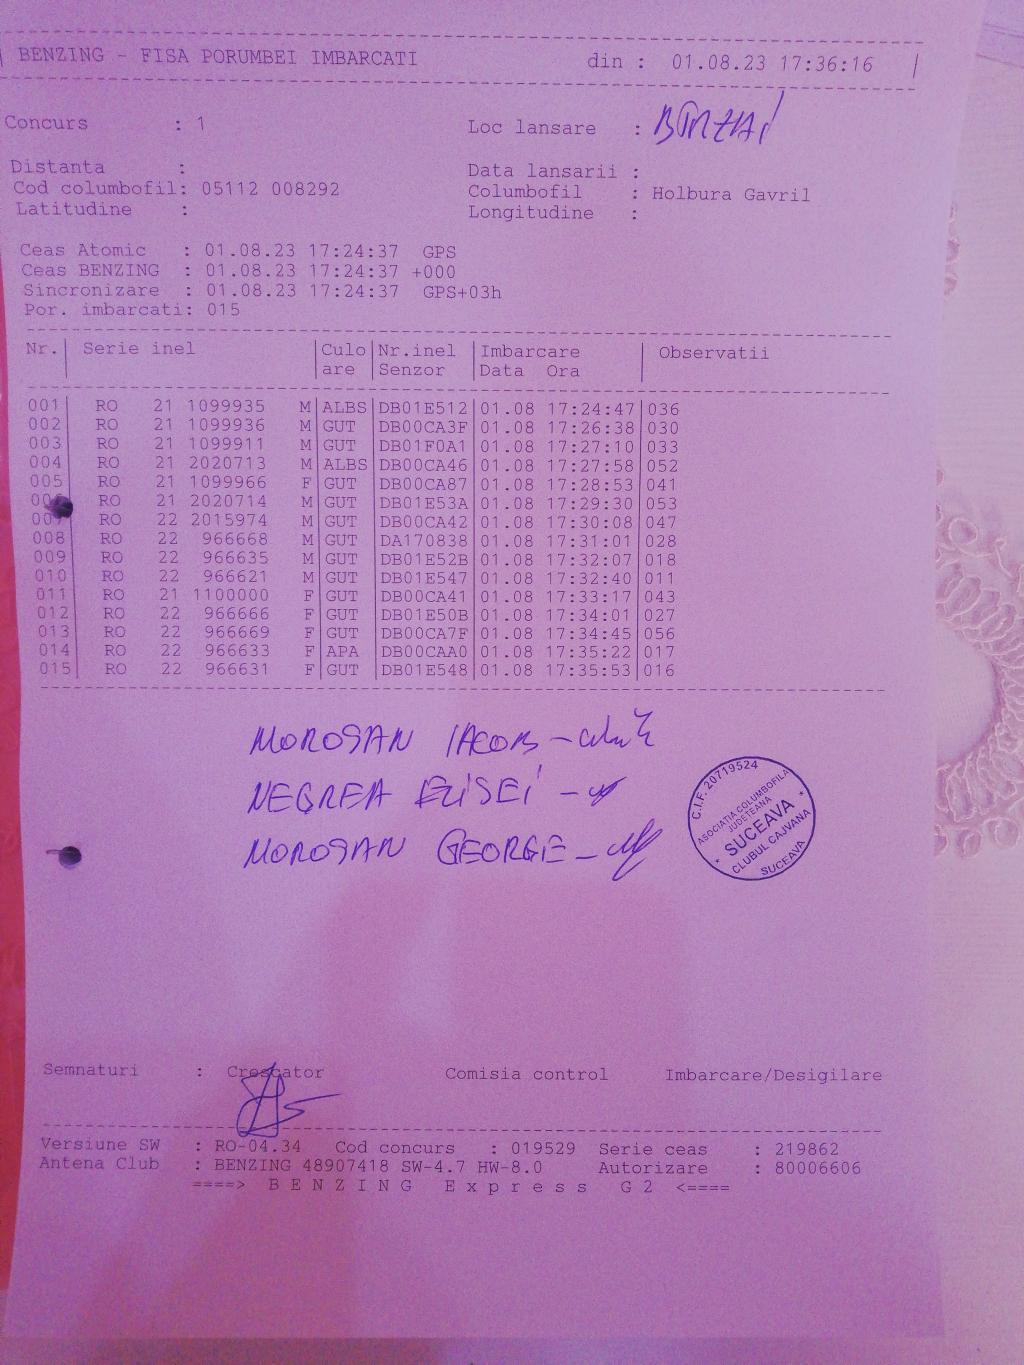 BENZING - FISA PORUMBEI IMBARCATI din : 01.08.23 17:36:16
Concurs : 1 Loc lansare :
Distanta : Data lansarii :
Cod columbofil: 05112 008292 Columbofil : Holbura Gavril
Latitudine : Longitudine :
Ceas Atomic : 01.08.23 17:24:37 GPS
Ceas BENZING : 01.08.23 17:24:37 +000
Sincronizare : 01.08.23 17:24:37 GPS+03h
Por. imbarcati: 015
Nr. Serie inel Culo Nr.inel Imbarcare Observatii
are Senzor Data Ora
001 RO 21 1099935 M ALBS DB01E512 01.08 17:24:47 036
002 RO 21 1099936 M GUT DB00CA3F 01.08 17:26:38 030
003 RO 21 1099911 M GUT DB01F0A1 01.08 17:27:10 033
004 RO 21 2020713 M ALBS DB00CA46 01.08 17:27:58 052
005 RO 21 1099966 F GUT DB00CA87 01.08 17:28:53 041
006 RO 21 2020714 M GUT DB01E53A 01.08 17:29:30 053
007 RO 22 2015974 M GUT DB00CA42 01.08 17:30:08 047
008 RO 22 966668 M GUT DA170838 01.08 17:31:01 028
009 RO 22 966635 M GUT DB01E52B 01.08 17:32:07 018
010 RO 22 966621 M GUT DB01E547 01.08 17:32:40 011
011 RO 21 1100000 F GUT DB00CA41 01.08 17:33:17 043
012 RO 22 966666 F GUT DB01E50B 01.08 17:34:01 027
013 RO 22 966669 F GUT DB00CA7F 01.08 17:34:45 056
014 RO 22 966633 F APA DB00CAA0 01.08 17:35:22 017
015 RO 22 966631 F GUT DB01E548 01.08 17:35:53 016
MOROSAN IACOB -
NEGREA ELISEI -
MOROSAN GEORGE -
C.I.F. 20719524
ASOCIATIA COLUMBOFILA
JUDETEANA
SUCEAVA
CLUBUL CAJVANA
SUCEAVA
Semnaturi : Crescator Comisia control Imbarcare/Desigilare
Versiune SW : RO-04.34 Cod concurs : 019529 Serie ceas : 219862
Antena Club : BENZING 48907418 SW-4.7 HW-8.0 Autorizare : 80006606
====> B E N Z I N G E x p r e s s G 2 <====